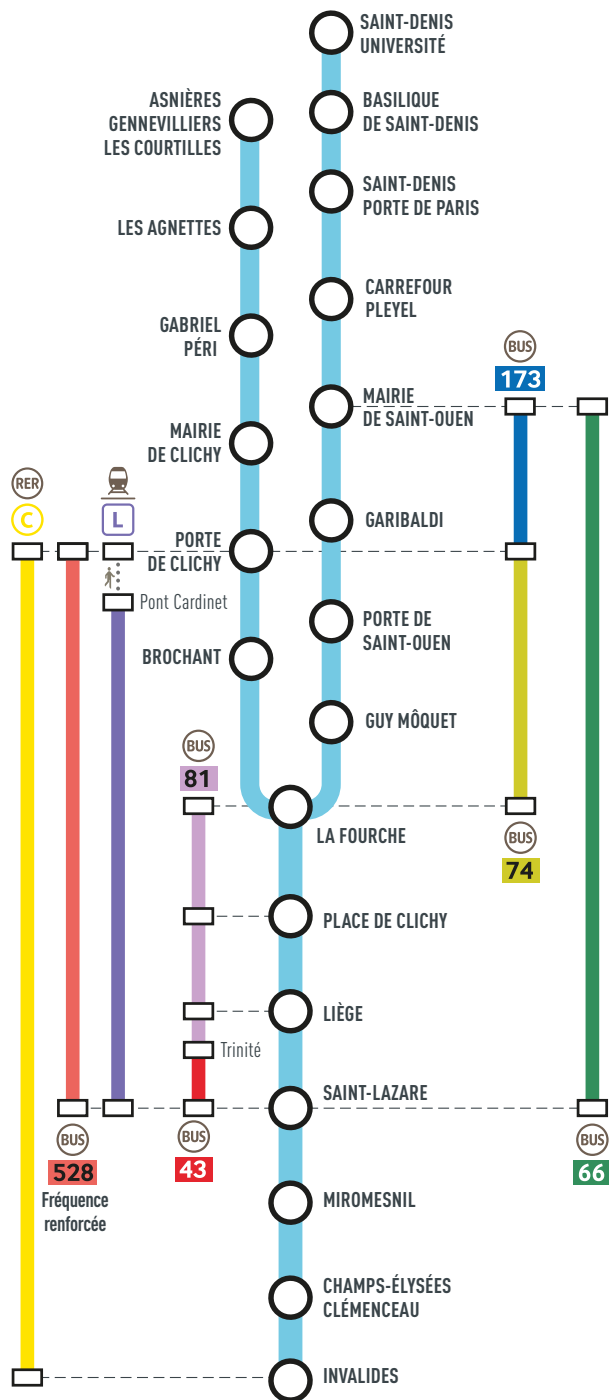 SAINT-DENIS
UNIVERSITÉ
ASNIÈRES
GENNEVILLIERS
LES COURTILLES
BASILIQUE
DE SAINT-DENIS
SAINT-DENIS
PORTE DE PARIS
LES AGNETTES
CARREFOUR
PLEYEL
GABRIEL
PÉRI
BUS
173
MAIRIE
DE SAINT-OUEN
MAIRIE
DE CLICHY
RER
C
L
GARIBALDI
PORTE
DE CLICHY
Pont Cardinet
PORTE DE
SAINT-OUEN
BROCHANT
GUY MÔQUET
BUS
81
LA FOURCHE
BUS
74
PLACE DE CLICHY
LIÈGE
Trinité
SAINT-LAZARE
BUS
528
Fréquence
renforcée
BUS
43
BUS
66
MIROMESNIL
CHAMPS-ÉLYSÉES
CLÉMENCEAU
INVALIDES